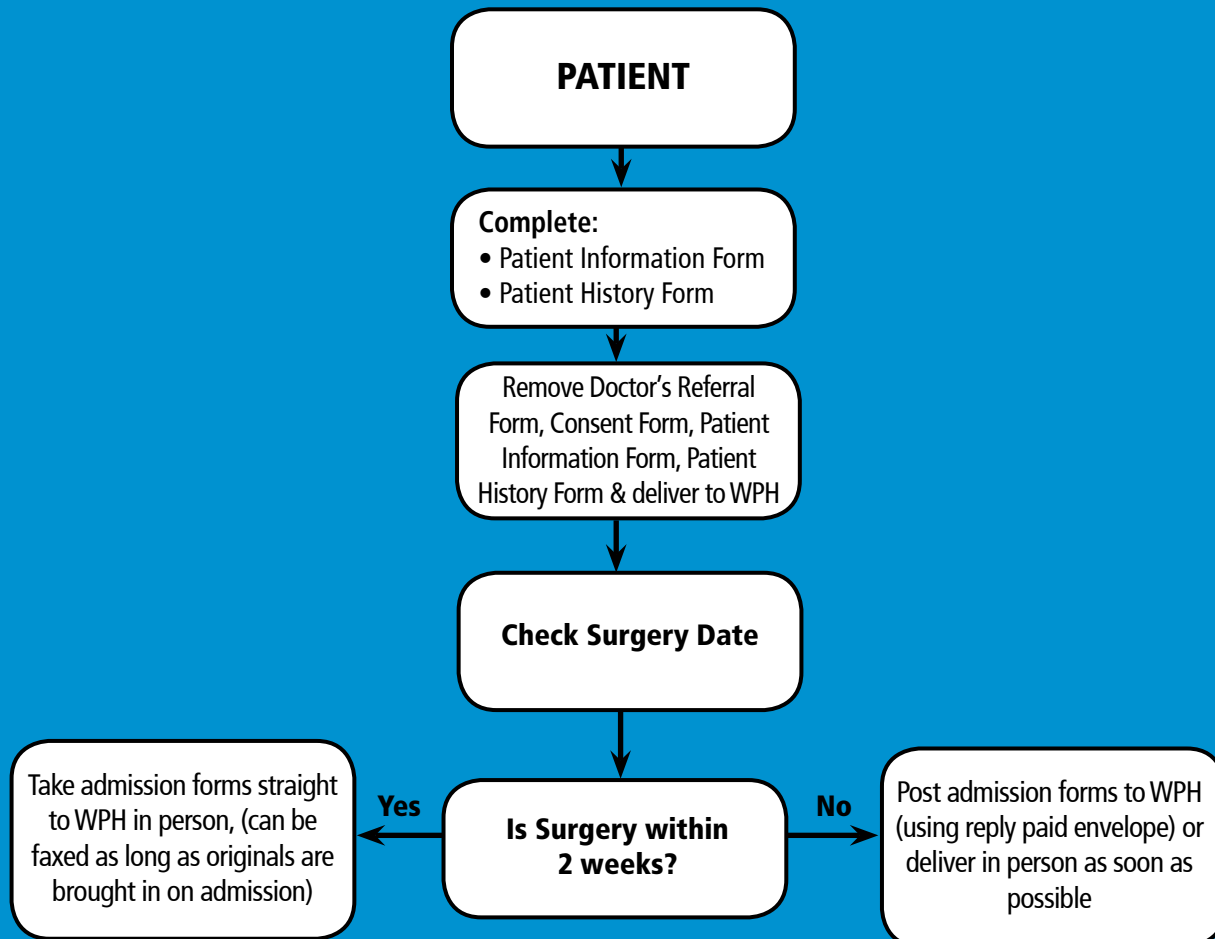 PATIENT
Complete:
• Patient Information Form
• Patient History Form
Remove Doctor’s Referral
Form, Consent Form, Patient
Information Form, Patient
History Form & deliver to WPH
Check Surgery Date
Take admission forms straight
to WPH in person, (can be
faxed as long as originals are
brought in on admission)
Yes
Is Surgery within
2 weeks?
No
Post admission forms to WPH
(using reply paid envelope) or
deliver in person as soon as
possible